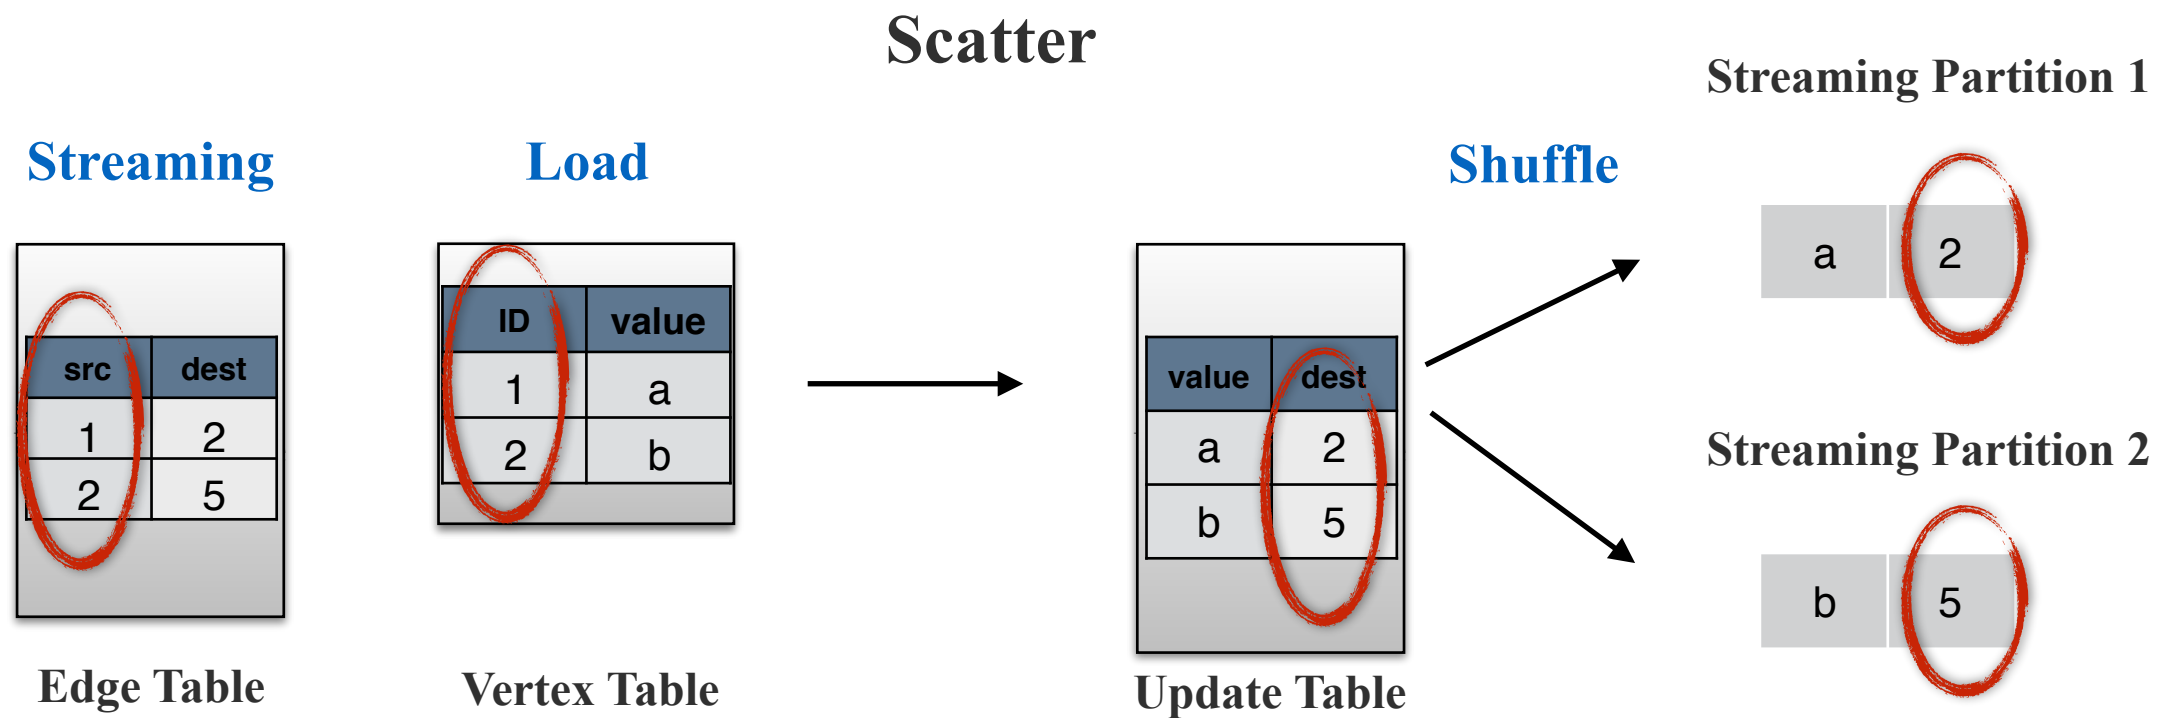 Scatter
Streaming
Load
Shuffle
Streaming Partition 1
src dest
1 2
2 5
Edge Table
ID value
1 a
2 b
Vertex Table
value dest
a 2
b 5
Update Table
a 2
Streaming Partition 2
b 5